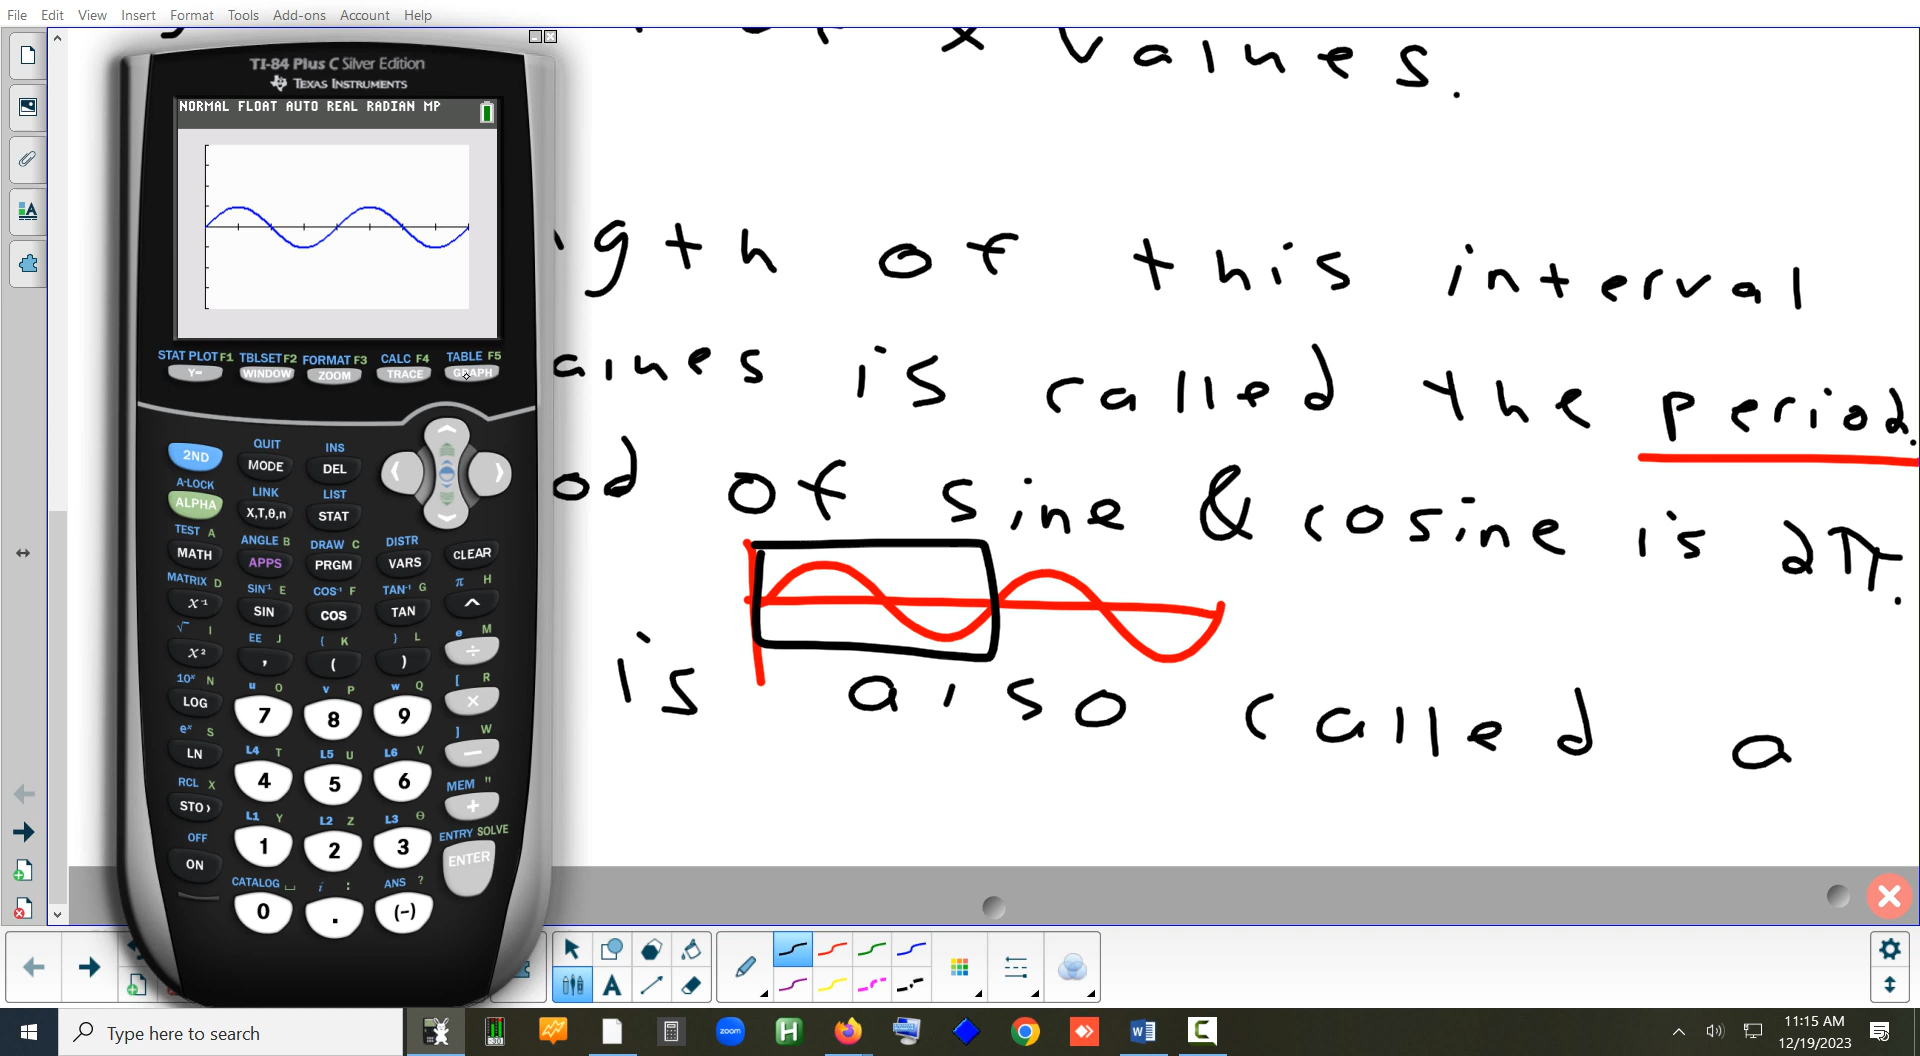 File Edit View Insert Format Tools Add-ons Account Help
x values.
TI-84 Plus C Silver Edition
TEXAS INSTRUMENTS
NORMAL FLOAT AUTO REAL RADIAN MP
gth of this interval
is called the period.
od of sine & cosine is 2π.
is also called a
STAT PLOT F1 TBLSET F2 FORMAT F3 CALC F4 TABLE F5
Y= WINDOW ZOOM TRACE GRAPH
QUIT INS
2ND MODE DEL
A-LOCK LINK LIST
ALPHA X,T,θ,n STAT
TEST A ANGLE B DRAW C DISTR
MATH APPS PRGM VARS CLEAR
MATRIX D SIN⁻¹ E COS⁻¹ F TAN⁻¹ G π H
x⁻¹ SIN COS TAN ^
√ I EE J { K } L e M
x² , ( ) ÷
10ˣ N u O v P w Q [ R
LOG 7 8 9 ×
eˣ S L4 T L5 U L6 V ] W
LN 4 5 6 −
RCL X L1 Y L2 Z L3 θ MEM "
STO› 1 2 3 +
OFF CATALOG i : ANS ? ENTRY SOLVE
ON 0 . (-) ENTER
A
Type here to search
zoom
H
W
C
11:15 AM
12/19/2023